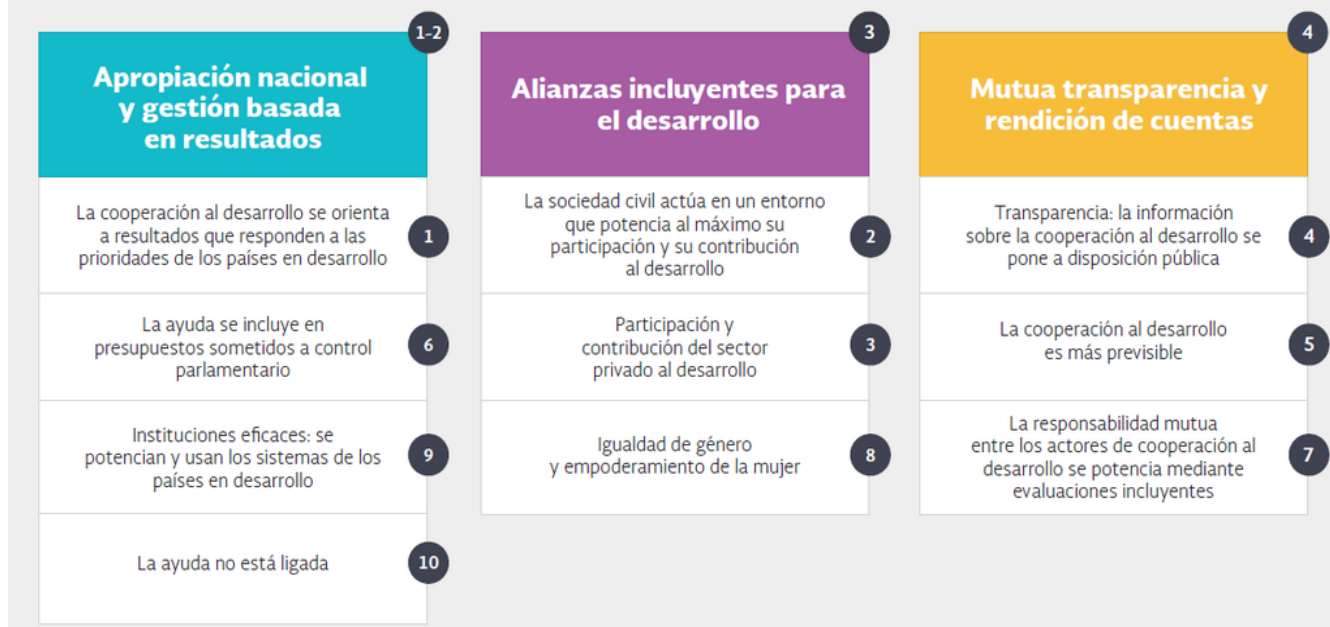 1-2
Apropiación nacional
y gestión basada
en resultados
La cooperación al desarrollo se orienta
a resultados que responden a las
prioridades de los países en desarrollo
1
La ayuda se incluye en
presupuestos sometidos a control
parlamentario
6
Instituciones eficaces: se
potencian y usan los sistemas de los
países en desarrollo
9
La ayuda no está ligada
10
3
Alianzas incluyentes para
el desarrollo
La sociedad civil actúa en un entorno
que potencia al máximo su
participación y su contribución
al desarrollo
2
Participación y
contribución del sector
privado al desarrollo
3
Igualdad de género
y empoderamiento de la mujer
8
4
Mutua transparencia y
rendición de cuentas
Transparencia: la información
sobre la cooperación al desarrollo se
pone a disposición pública
4
La cooperación al desarrollo
es más previsible
5
La responsabilidad mutua
entre los actores de cooperación al
desarrollo se potencia mediante
evaluaciones incluyentes
7